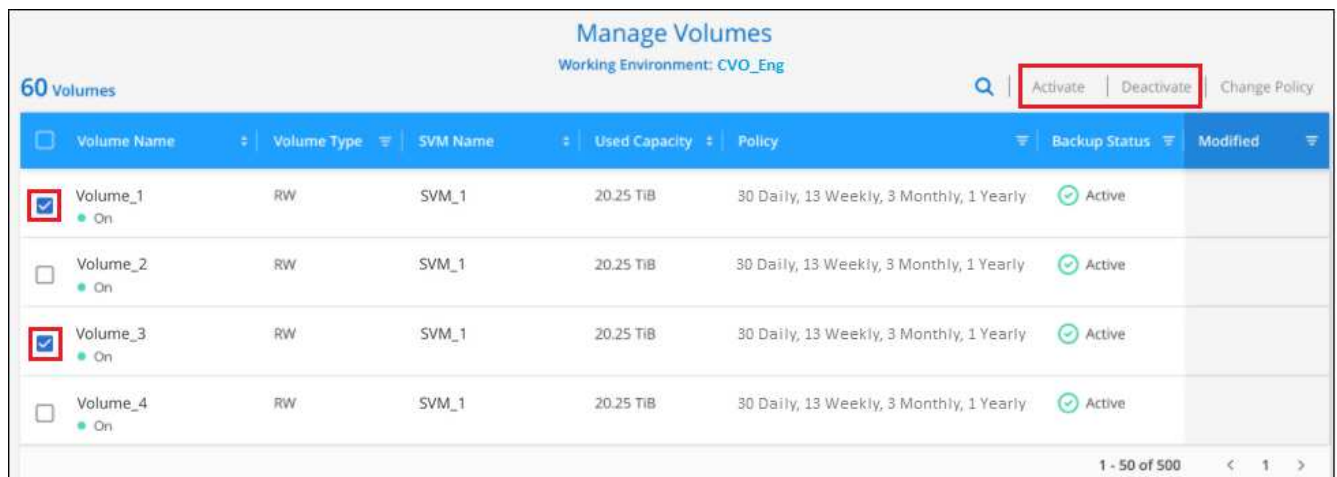 Manage Volumes
Working Environment: CVO_Eng
60 Volumes
Activate | Deactivate | Change Policy
Volume Name Volume Type SVM Name Used Capacity Policy Backup Status Modified
Volume_1 RW SVM_1 20.25 TiB 30 Daily, 13 Weekly, 3 Monthly, 1 Yearly Active
On
Volume_2 RW SVM_1 20.25 TiB 30 Daily, 13 Weekly, 3 Monthly, 1 Yearly Active
On
Volume_3 RW SVM_1 20.25 TiB 30 Daily, 13 Weekly, 3 Monthly, 1 Yearly Active
On
Volume_4 RW SVM_1 20.25 TiB 30 Daily, 13 Weekly, 3 Monthly, 1 Yearly Active
On
1 - 50 of 500 < 1 >